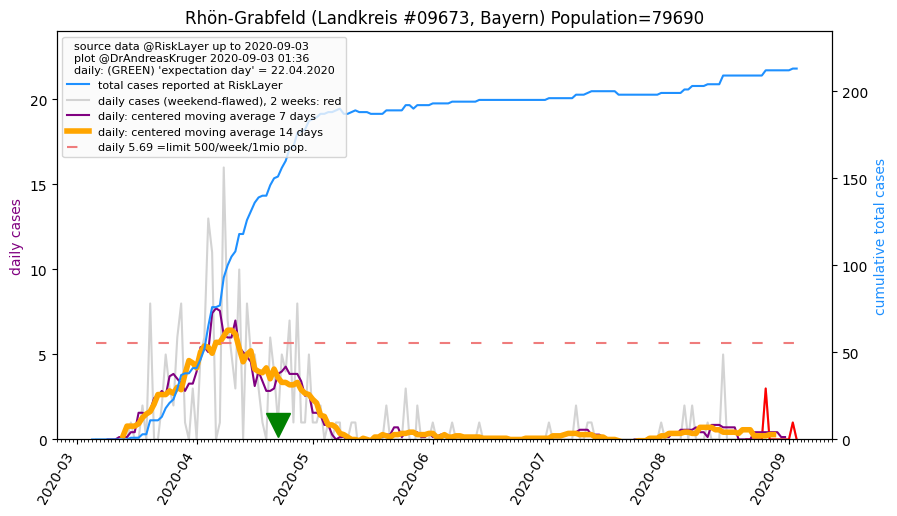 Rhön-Grabfeld (Landkreis #09673, Bayern) Population=79690
source data @RiskLayer up to 2020-09-03
plot @DrAndreasKruger 2020-09-03 01:36
daily: (GREEN) 'expectation day' = 22.04.2020
total cases reported at RiskLayer
daily cases (weekend-flawed), 2 weeks: red
daily: centered moving average 7 days
daily: centered moving average 14 days
daily 5.69 =limit 500/week/1mio pop.
daily cases
20
15
10
5
0
cumulative total cases
200
150
100
50
0
2020-03
2020-04
2020-05
2020-06
2020-07
2020-08
2020-09